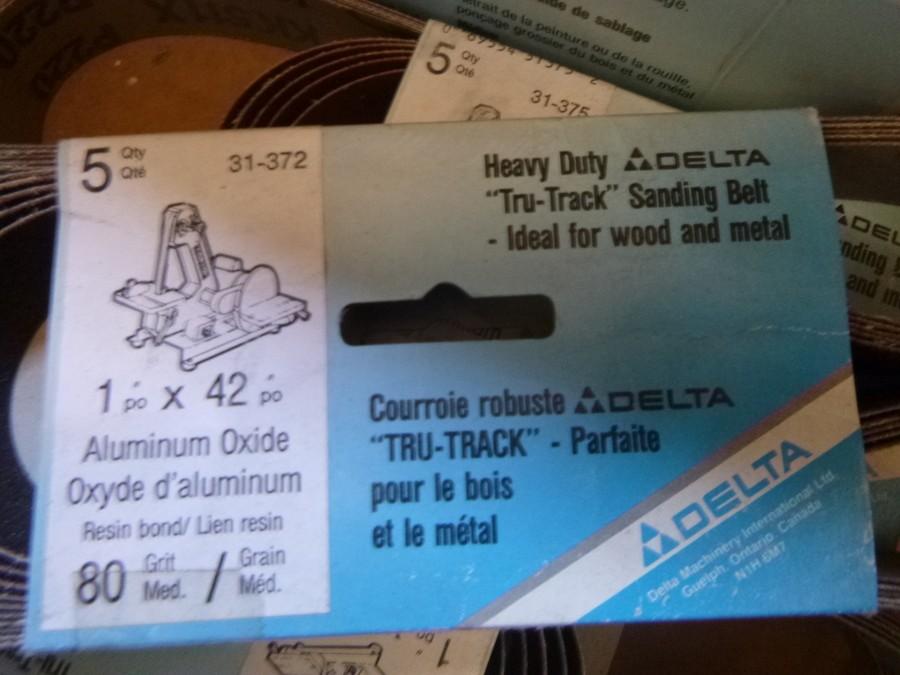 ide de sablage
trait de la peinture ou de la rouille,
ponçage grossier du bois et du métal
5 Qty
Qté
31-375
P220
5 Qty
Qté
31-372
1 po x 42 po
Aluminum Oxide
Oxyde d'aluminum
Resin bond/ Lien resin
80 Grit Med. / Grain Méd.
Heavy Duty DELTA
"Tru-Track" Sanding Belt
- Ideal for wood and metal
Courroie robuste DELTA
"TRU-TRACK" - Parfaite
pour le bois
et le métal
DELTA
Delta Machinery International Ltd.
Guelph, Ontario, Canada
N1H 6M7
DEL
nding
and m